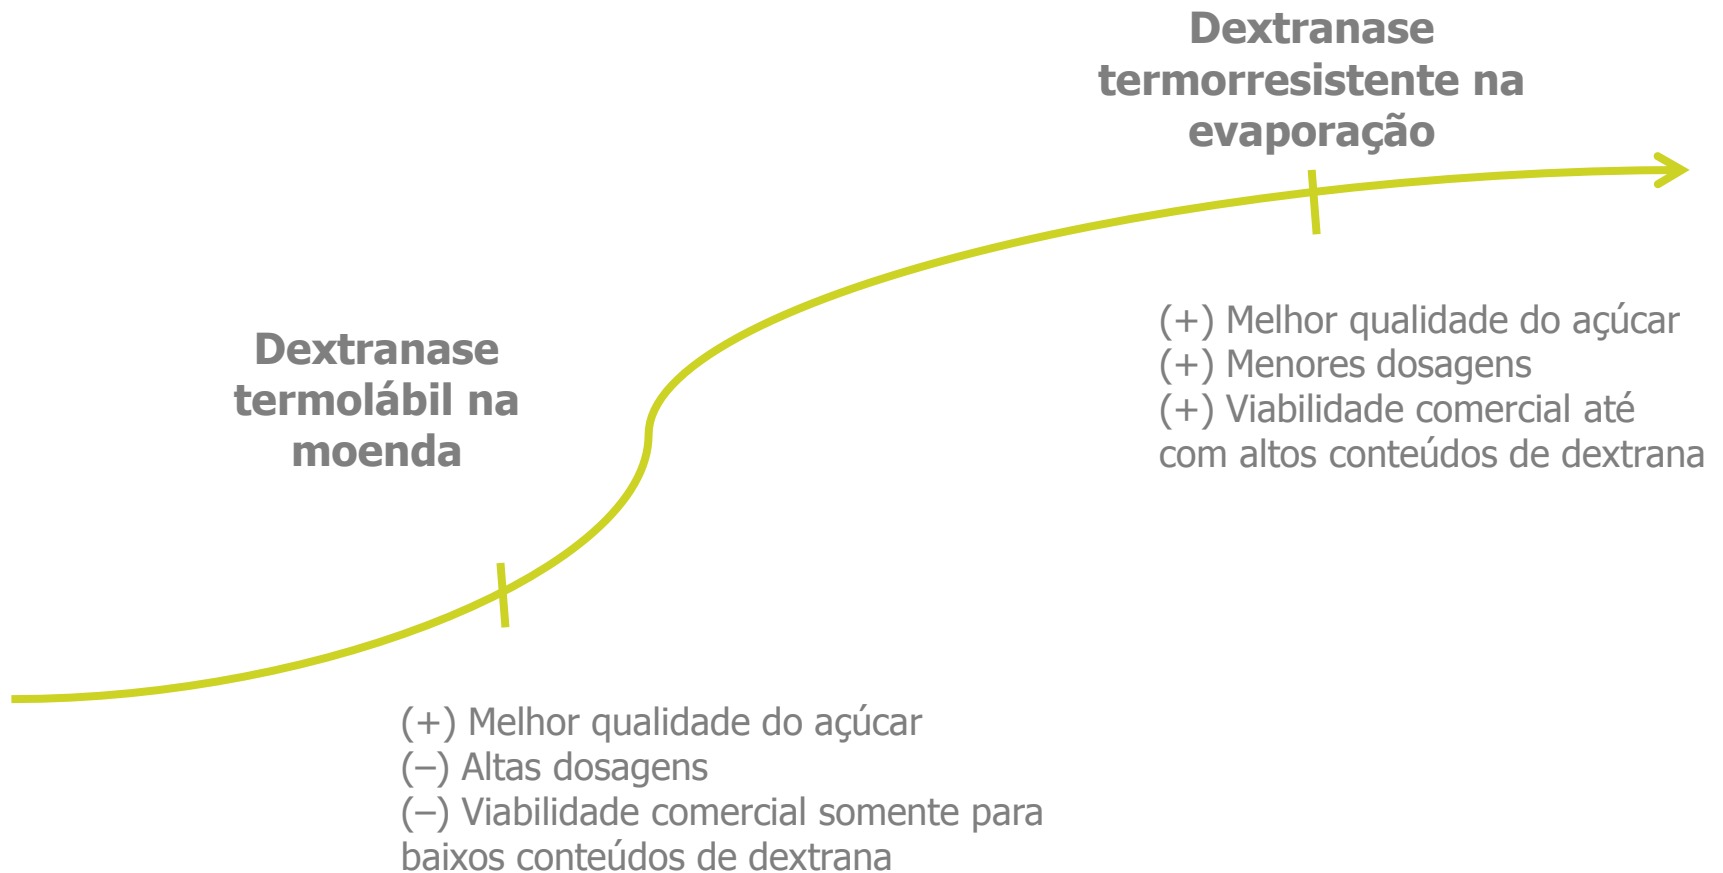 Dextranase
termorresistente na
evaporação
(+) Melhor qualidade do açúcar
(+) Menores dosagens
(+) Viabilidade comercial até
com altos conteúdos de dextrana
Dextranase
termolábil na
moenda
(+) Melhor qualidade do açúcar
(–) Altas dosagens
(–) Viabilidade comercial somente para
baixos conteúdos de dextrana